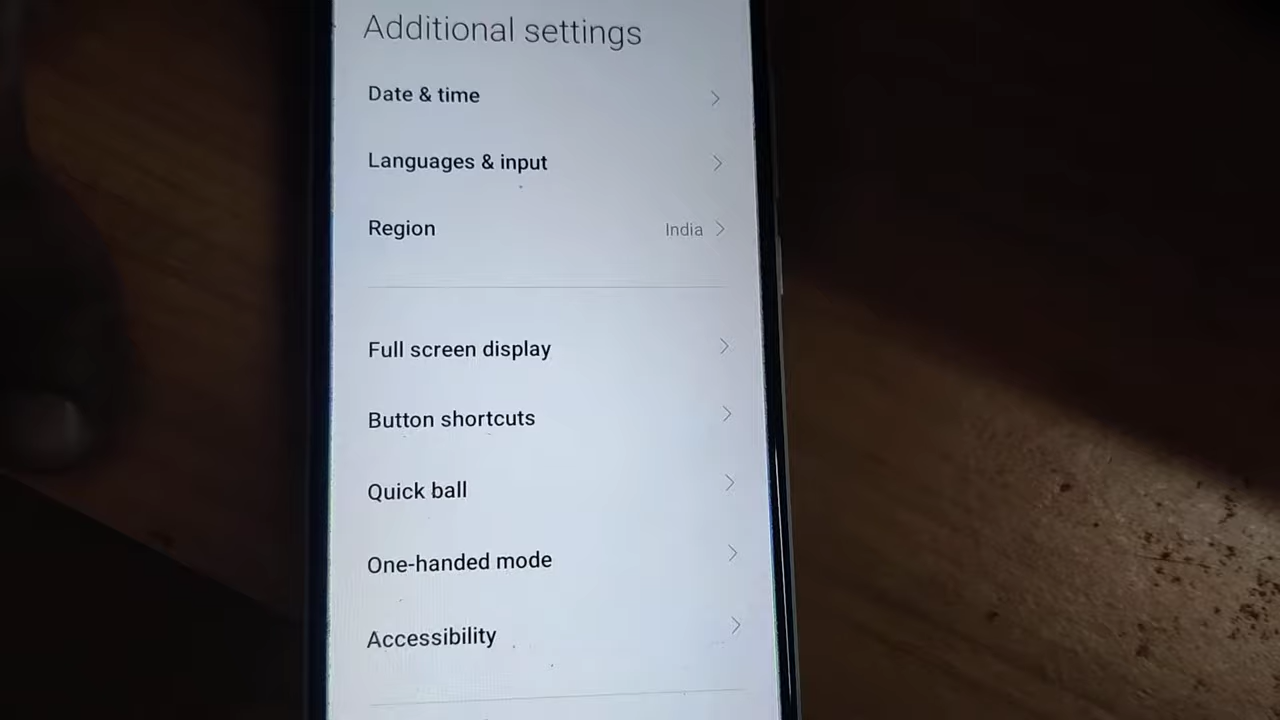 Additional settings
Date & time
Languages & input
Region India
Full screen display
Button shortcuts
Quick ball
One-handed mode
Accessibility